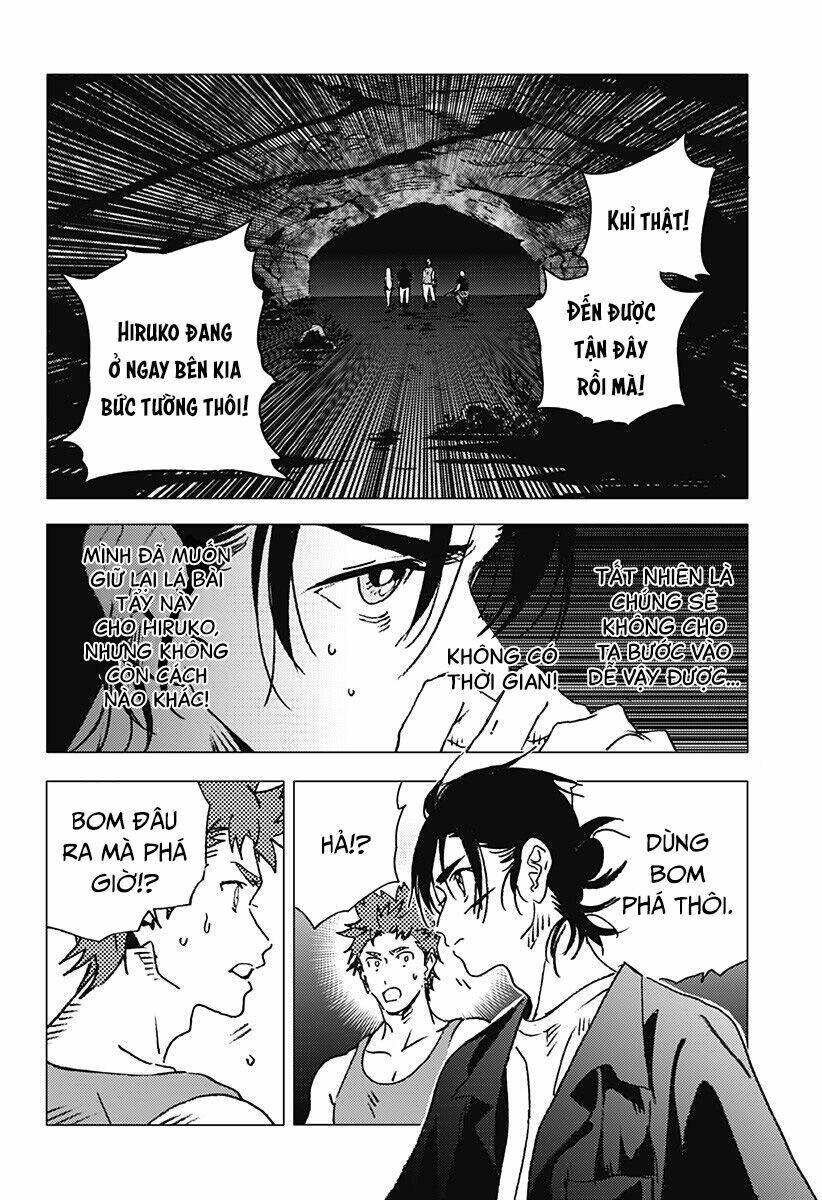 KHỈ THẬT!
ĐẾN ĐƯỢC
TẬN ĐÂY
RỒI MÀ!
HIRUKO ĐANG
Ở NGAY BÊN KIA
BỨC TƯỜNG THÔI!
TẤT NHIÊN LÀ
CHÚNG SẼ
KHÔNG CHO
TA BƯỚC VÀO
DỄ VẬY ĐƯỢC...
KHÔNG CÓ
THỜI GIAN!
MÌNH ĐÃ MUỐN
GIỮ LẠI LÁ BÀI
TẨY NÀY
CHO HIRUKO,
NHƯNG KHÔNG
CÒN CÁCH
NÀO KHÁC!
DÙNG
BOM
PHÁ THÔI.
HẢ!?
BOM ĐÂU
RA MÀ PHÁ
GIỜ!?